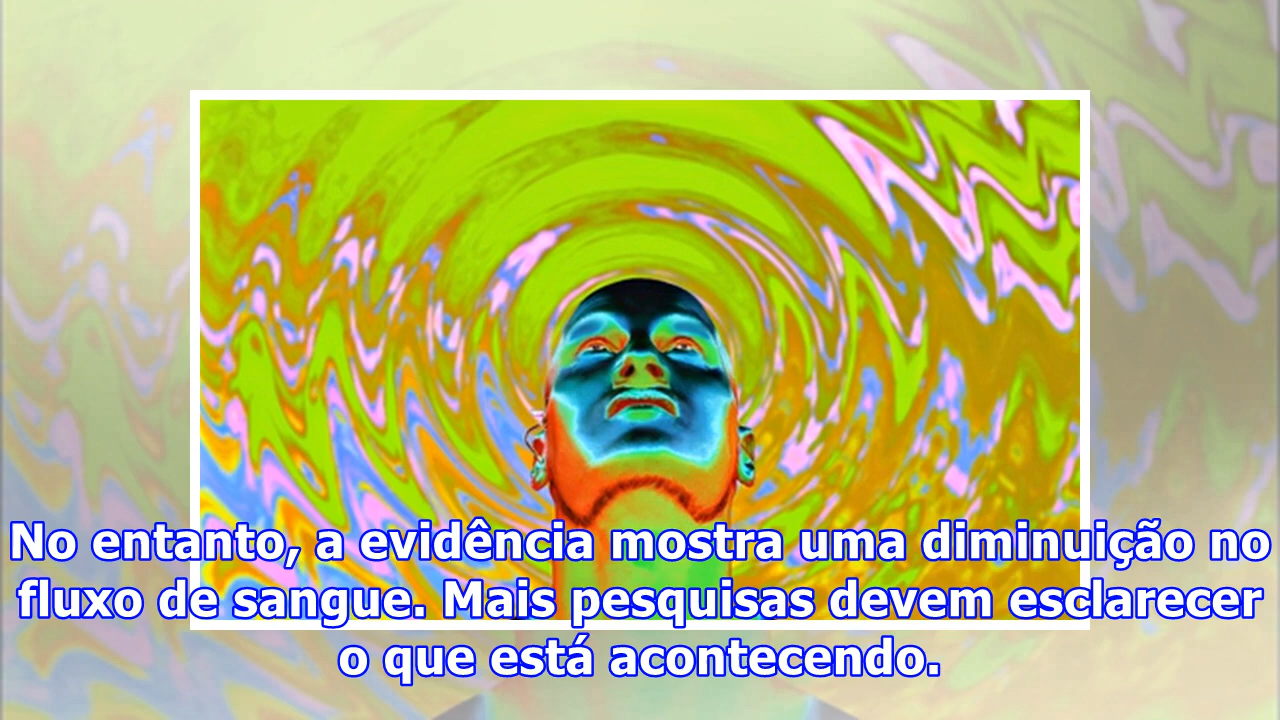 No entanto, a evidência mostra uma diminuição no
fluxo de sangue. Mais pesquisas devem esclarecer
o que está acontecendo.